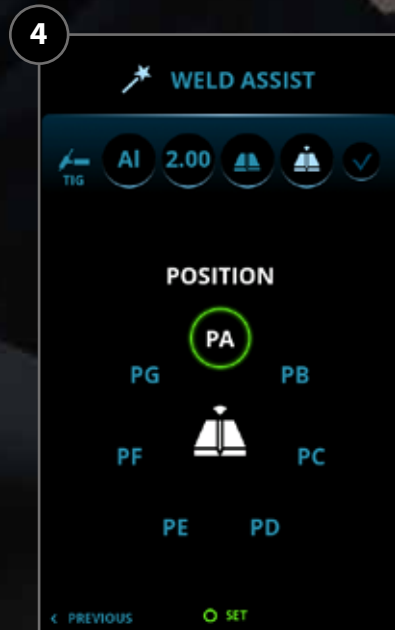 4
WELD ASSIST
TIG
Al
2.00
POSITION
PA
PG
PB
PF
PC
PE
PD
< PREVIOUS
SET